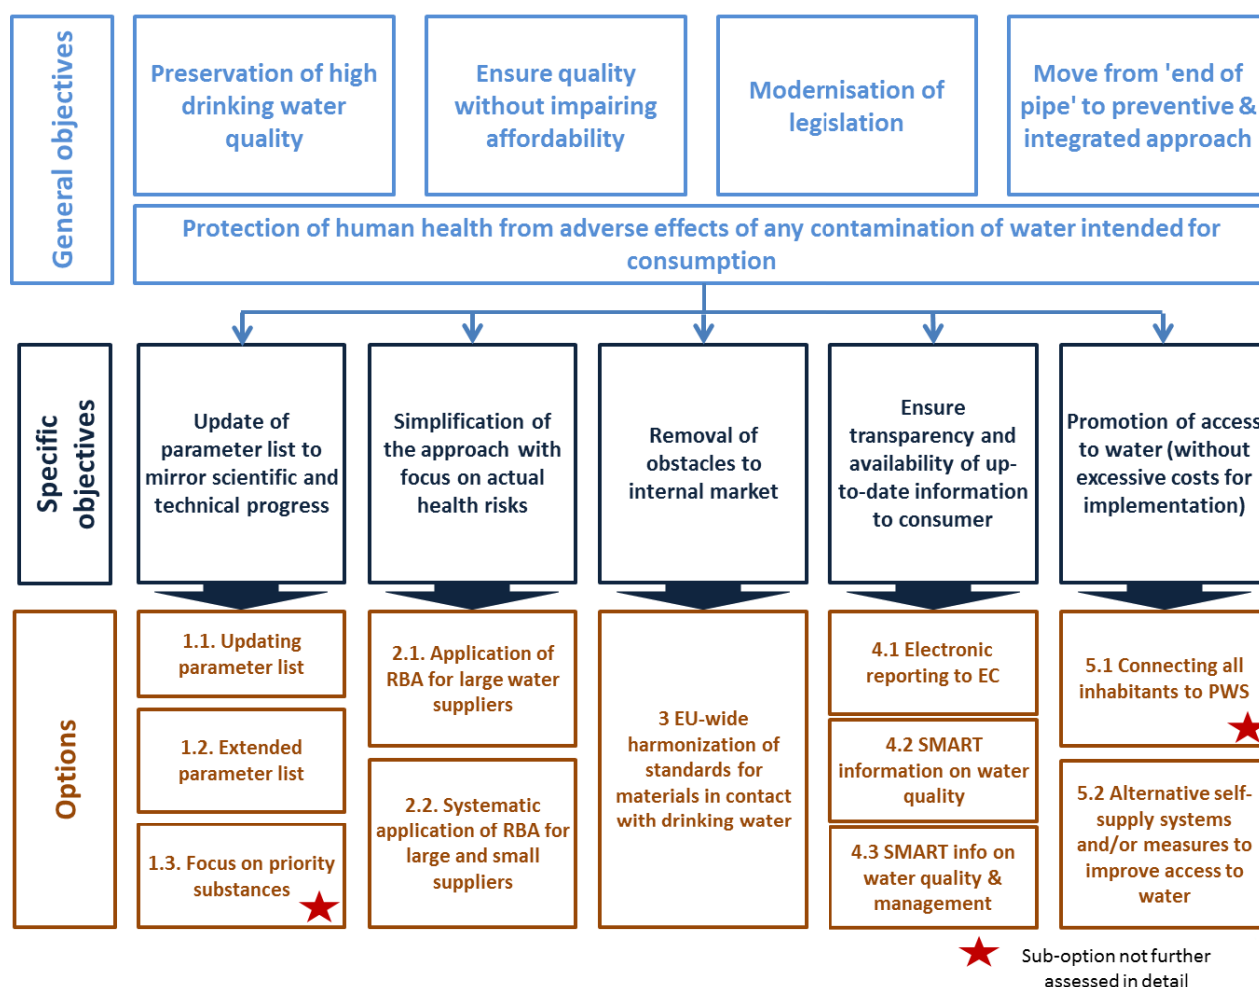 General objectives
Preservation of high
drinking water
quality
Ensure quality
without impairing
affordability
Modernisation of
legislation
Move from 'end of
pipe' to preventive &
integrated approach
Protection of human health from adverse effects of any contamination of water intended for
consumption
Specific
objectives
Update of
parameter list to
mirror scientific and
technical progress
Simplification of
the approach with
focus on actual
health risks
Removal of
obstacles to
internal market
Ensure
transparency and
availability of up-
to-date information
to consumer
Promotion of access
to water (without
excessive costs for
implementation)
Options
1.1. Updating
parameter list
1.2. Extended
parameter list
1.3. Focus on priority
substances
2.1. Application of
RBA for large water
suppliers
2.2. Systematic
application of RBA for
large and small
suppliers
3 EU-wide
harmonization of
standards for
materials in contact
with drinking water
4.1 Electronic
reporting to EC
4.2 SMART
information on water
quality
4.3 SMART info on
water quality &
management
5.1 Connecting all
inhabitants to PWS
5.2 Alternative self-
supply systems
and/or measures to
improve access to
water
Sub-option not further
assessed in detail